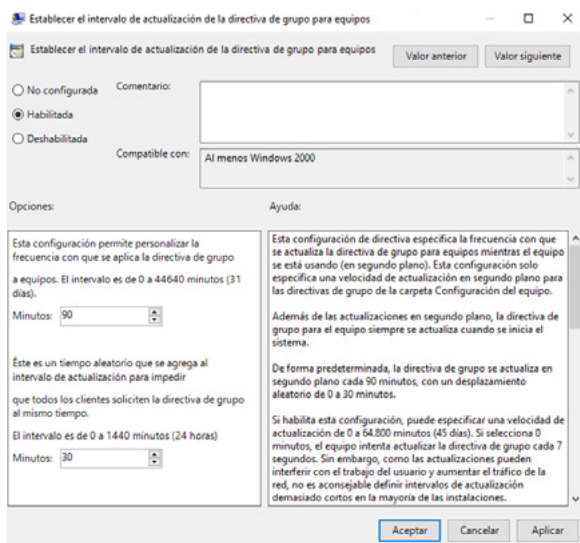 Establecer el intervalo de actualización de la directiva de grupo para equipos
Establecer el intervalo de actualización de la directiva de grupo para equipos
Valor anterior
Valor siguiente
No configurada
Habilitada
Deshabilitada
Comentario:
Compatible con:
Al menos Windows 2000
Opciones:
Ayuda:
Esta configuración permite personalizar la
frecuencia con que se aplica la directiva de grupo
a equipos. El intervalo es de 0 a 44640 minutos (31
días).
Minutos: 90
Éste es un tiempo aleatorio que se agrega al
intervalo de actualización para impedir
que todos los clientes soliciten la directiva de grupo
al mismo tiempo.
El intervalo es de 0 a 1440 minutos (24 horas)
Minutos: 30
Esta configuración de directiva especifica la frecuencia con que
se actualiza la directiva de grupo para equipos mientras el equipo
se está usando (en segundo plano). Esta configuración solo
especifica una velocidad de actualización en segundo plano para
las directivas de grupo de la carpeta Configuración del equipo.
Además de las actualizaciones en segundo plano, la directiva de
grupo para el equipo siempre se actualiza cuando se inicia el
sistema.
De forma predeterminada, la directiva de grupo se actualiza en
segundo plano cada 90 minutos, con un desplazamiento
aleatorio de 0 a 30 minutos.
Si habilita esta configuración, puede especificar una velocidad de
actualización de 0 a 64.800 minutos (45 días). Si selecciona 0
minutos, el equipo intenta actualizar la directiva de grupo cada 7
segundos. Sin embargo, como las actualizaciones pueden
interferir con el trabajo del usuario y aumentar el tráfico de la
red, no es aconsejable definir intervalos de actualización
demasiado cortos en la mayoría de las instalaciones.
Aceptar
Cancelar
Aplicar